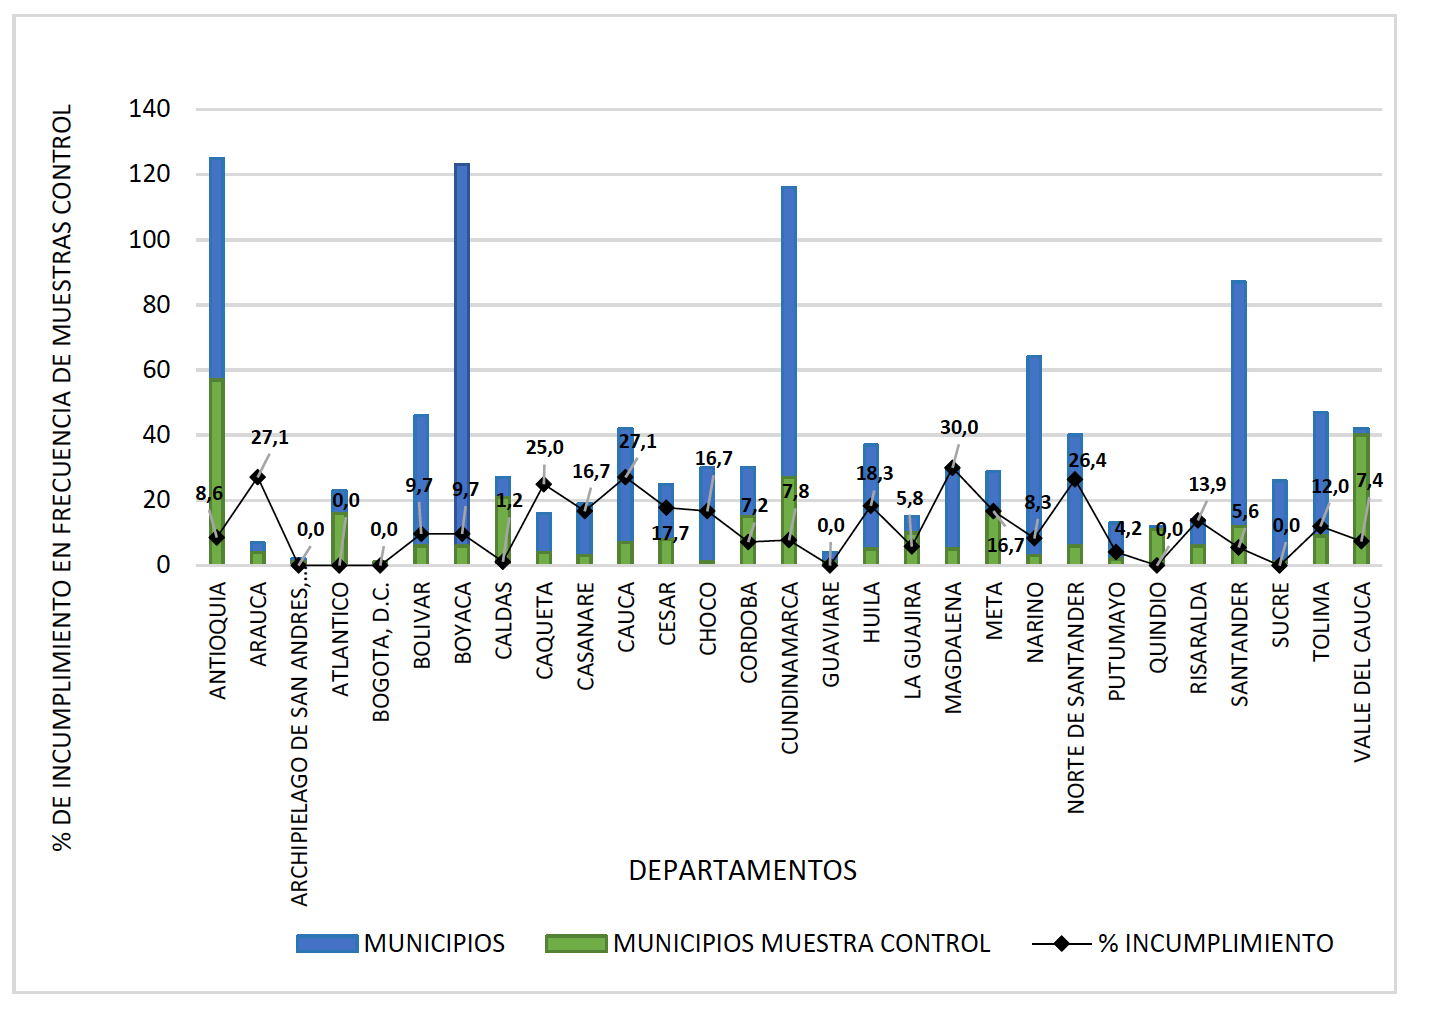 % DE INCUMPLIMIENTO EN FRECUENCIA DE MUESTRAS CONTROL
140
120
100
80
60
40
20
0
8,6
27,1
0,0
0,0
0,0
9,7
9,7
1,2
25,0
16,7
27,1
17,7
16,7
7,2
7,8
0,0
18,3
5,8
30,0
16,7
8,3
26,4
4,2
0,0
13,9
5,6
0,0
12,0
7,4
ANTIOQUIA
ARAUCA
ARCHIPIELAGO DE SAN ANDRES,…
ATLANTICO
BOGOTA, D.C.
BOLIVAR
BOYACA
CALDAS
CAQUETA
CASANARE
CAUCA
CESAR
CHOCO
CORDOBA
CUNDINAMARCA
GUAVIARE
HUILA
LA GUAJIRA
MAGDALENA
META
NARINO
NORTE DE SANTANDER
PUTUMAYO
QUINDIO
RISARALDA
SANTANDER
SUCRE
TOLIMA
VALLE DEL CAUCA
DEPARTAMENTOS
MUNICIPIOS
MUNICIPIOS MUESTRA CONTROL
% INCUMPLIMIENTO